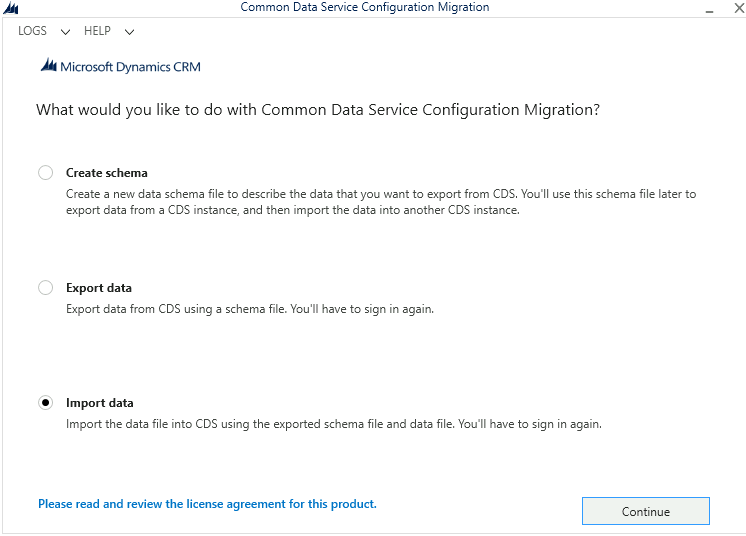 Common Data Service Configuration Migration
LOGS HELP
Microsoft Dynamics CRM
What would you like to do with Common Data Service Configuration Migration?
Create schema
Create a new data schema file to describe the data that you want to export from CDS. You'll use this schema file later to
export data from a CDS instance, and then import the data into another CDS instance.
Export data
Export data from CDS using a schema file. You'll have to sign in again.
Import data
Import the data file into CDS using the exported schema file and data file. You'll have to sign in again.
Please read and review the license agreement for this product.
Continue